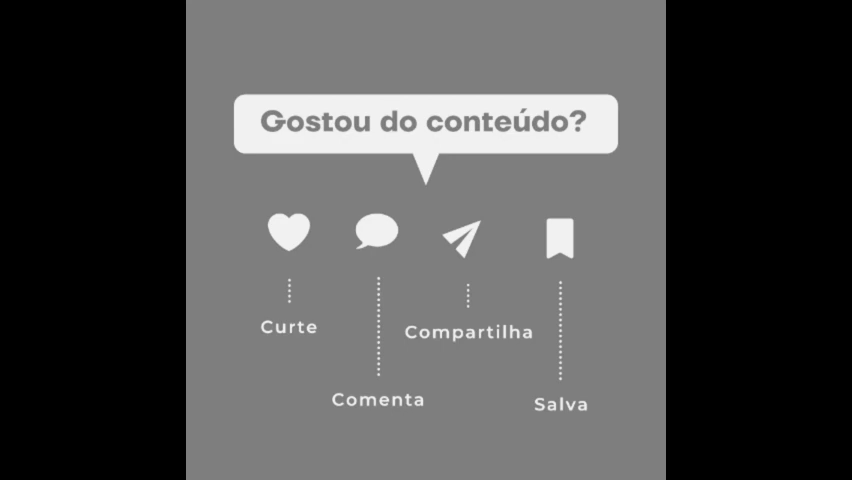 Gostou do conteúdo?
Curte
Compartilha
Comenta
Salva